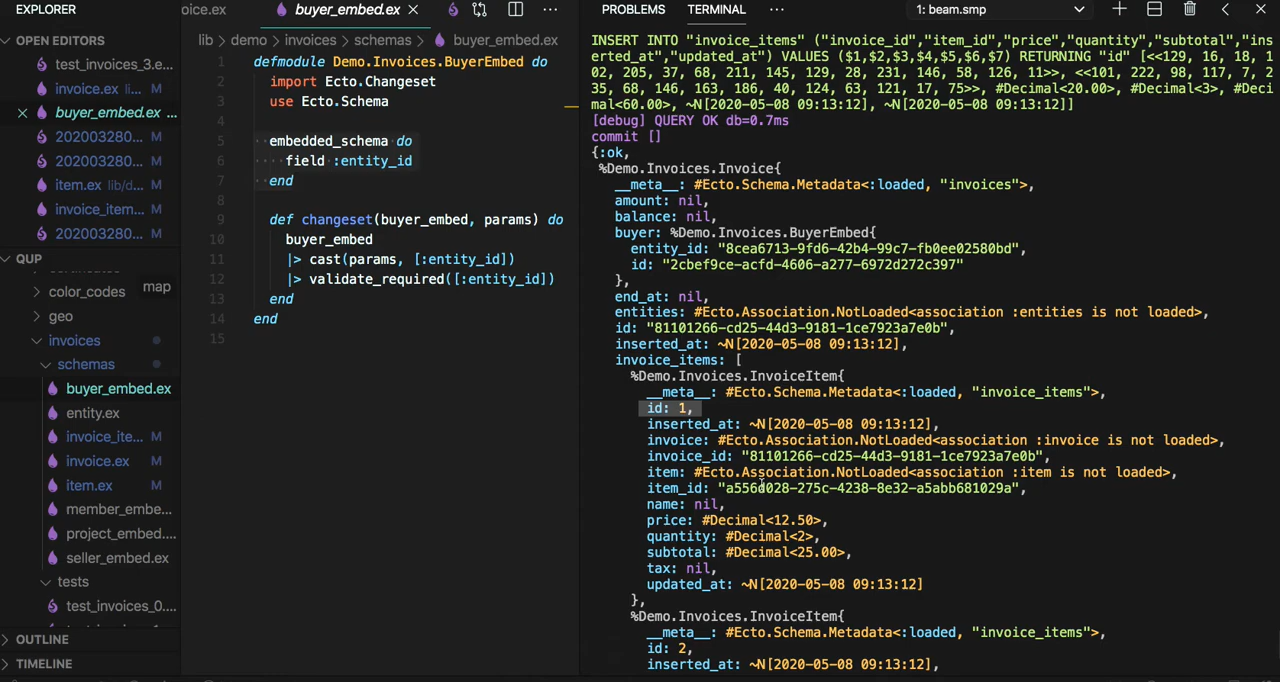 EXPLORER
OPEN EDITORS
test_invoices_3.e...
invoice.ex li... M
buyer_embed.ex ...
202003280... M
202003280... M
item.ex lib/d... M
invoice_item... M
202003280... M
QUP
color_codes
map
geo
invoices
schemas
buyer_embed.ex
entity.ex
invoice_ite... M
invoice.ex M
item.ex M
member_embe...
project_embed....
seller_embed.ex
tests
test_invoices_0....
OUTLINE
TIMELINE
oice.ex
buyer_embed.ex
lib > demo > invoices > schemas > buyer_embed.ex
1 defmodule Demo.Invoices.BuyerEmbed do
2 import Ecto.Changeset
3 use Ecto.Schema
4
5 embedded_schema do
6 field :entity_id
7 end
8
9 def changeset(buyer_embed, params) do
10 buyer_embed
11 |> cast(params, [:entity_id])
12 |> validate_required([:entity_id])
13 end
14 end
15
PROBLEMS TERMINAL ... 1: beam.smp
INSERT INTO "invoice_items" ("invoice_id","item_id","price","quantity","subtotal","ins
erted_at","updated_at") VALUES ($1,$2,$3,$4,$5,$6,$7) RETURNING "id" [<<129, 16, 18, 1
02, 205, 37, 68, 211, 145, 129, 28, 231, 146, 58, 126, 11>>, <<101, 222, 98, 117, 7, 2
35, 68, 146, 163, 186, 40, 124, 63, 121, 17, 75>>, #Decimal<20.00>, #Decimal<3>, #Deci
mal<60.00>, ~N[2020-05-08 09:13:12], ~N[2020-05-08 09:13:12]]
[debug] QUERY OK db=0.7ms
commit []
{:ok,
%Demo.Invoices.Invoice{
__meta__: #Ecto.Schema.Metadata<:loaded, "invoices">,
amount: nil,
balance: nil,
buyer: %Demo.Invoices.BuyerEmbed{
entity_id: "8cea6713-9fd6-42b4-99c7-fb0ee02580bd",
id: "2cbef9ce-acfd-4606-a277-6972d272c397"
},
end_at: nil,
entities: #Ecto.Association.NotLoaded<association :entities is not loaded>,
id: "81101266-cd25-44d3-9181-1ce7923a7e0b",
inserted_at: ~N[2020-05-08 09:13:12],
invoice_items: [
%Demo.Invoices.InvoiceItem{
__meta__: #Ecto.Schema.Metadata<:loaded, "invoice_items">,
id: 1,
inserted_at: ~N[2020-05-08 09:13:12],
invoice: #Ecto.Association.NotLoaded<association :invoice is not loaded>,
invoice_id: "81101266-cd25-44d3-9181-1ce7923a7e0b",
item: #Ecto.Association.NotLoaded<association :item is not loaded>,
item_id: "a556d028-275c-4238-8e32-a5abb681029a",
name: nil,
price: #Decimal<12.50>,
quantity: #Decimal<2>,
subtotal: #Decimal<25.00>,
tax: nil,
updated_at: ~N[2020-05-08 09:13:12]
},
%Demo.Invoices.InvoiceItem{
__meta__: #Ecto.Schema.Metadata<:loaded, "invoice_items">,
id: 2,
inserted_at: ~N[2020-05-08 09:13:12],